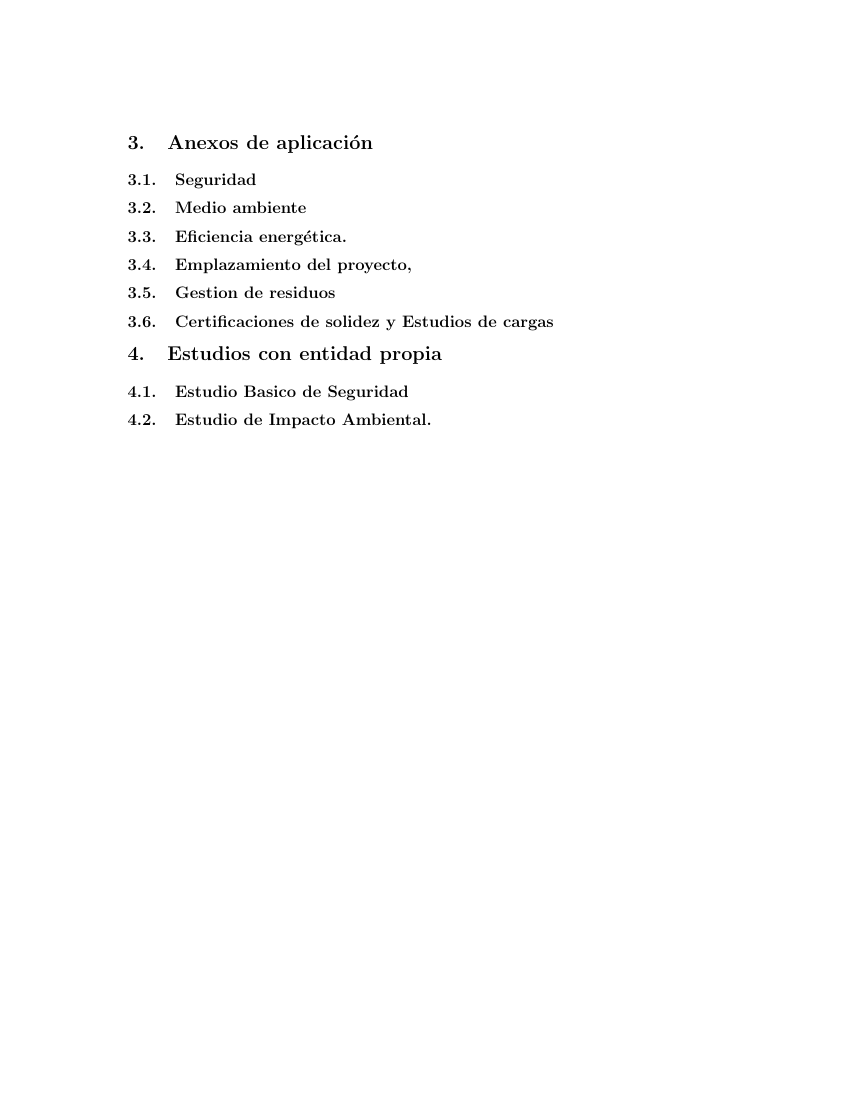 3. Anexos de aplicación
3.1. Seguridad
3.2. Medio ambiente
3.3. Eficiencia energética.
3.4. Emplazamiento del proyecto,
3.5. Gestion de residuos
3.6. Certificaciones de solidez y Estudios de cargas
4. Estudios con entidad propia
4.1. Estudio Basico de Seguridad
4.2. Estudio de Impacto Ambiental.